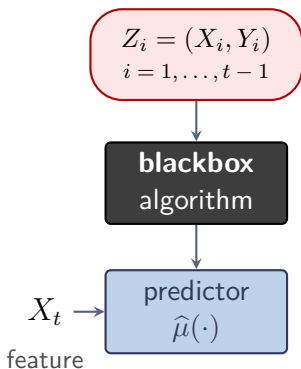 Z_i = (X_i, Y_i)
i = 1, . . . , t − 1
blackbox
algorithm
predictor
X_t
μ̂(·)
feature